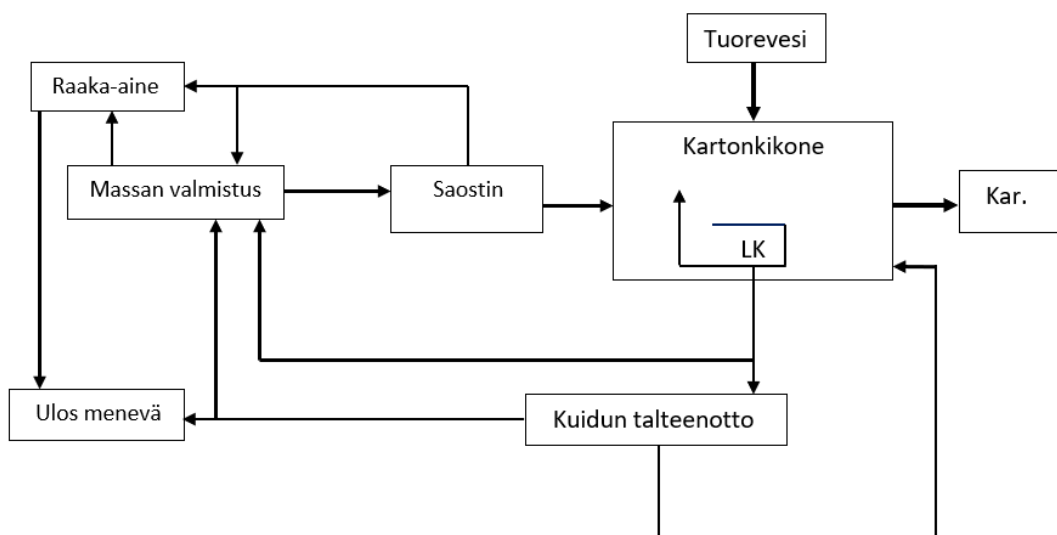 Tuorevesi
Raaka-aine
Kartonkikone
Massan valmistus
Saostin
Kar.
LK
Ulos menevä
Kuidun talteenotto